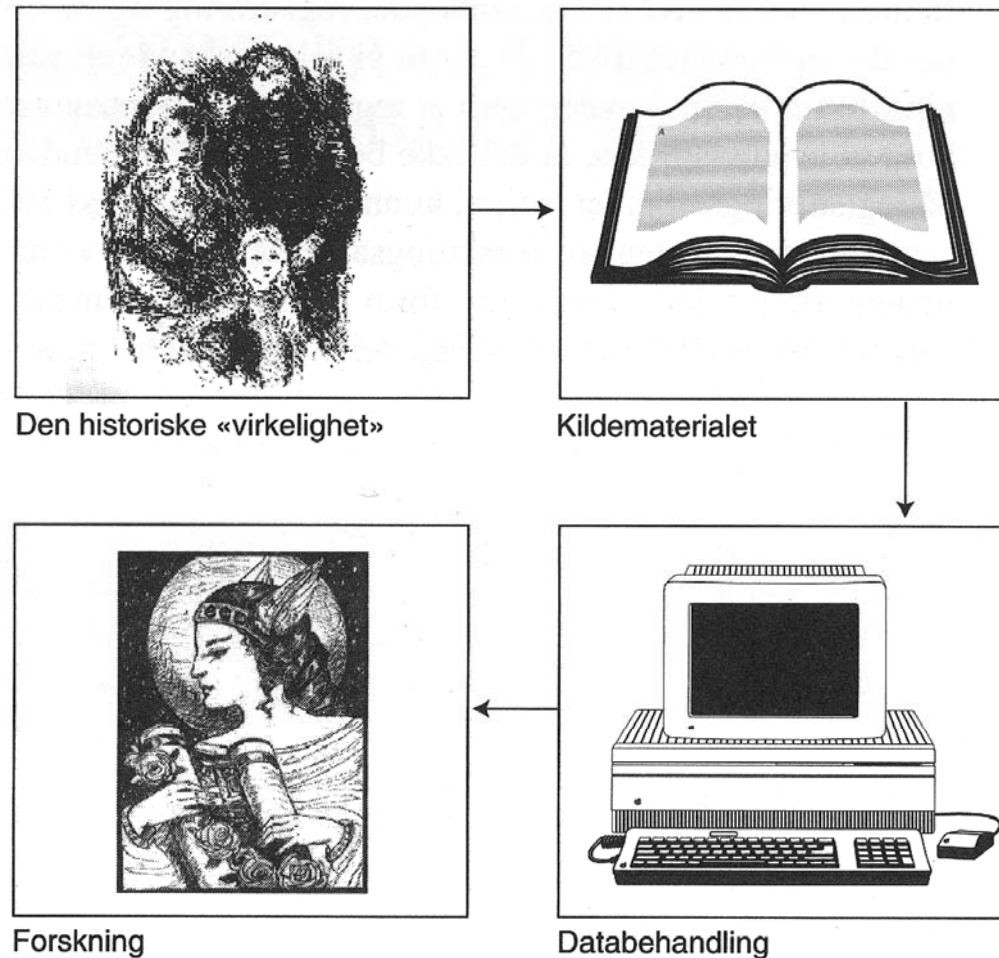 Den historiske «virkelighet»
Kildematerialet
A
Databehandling
Forskning